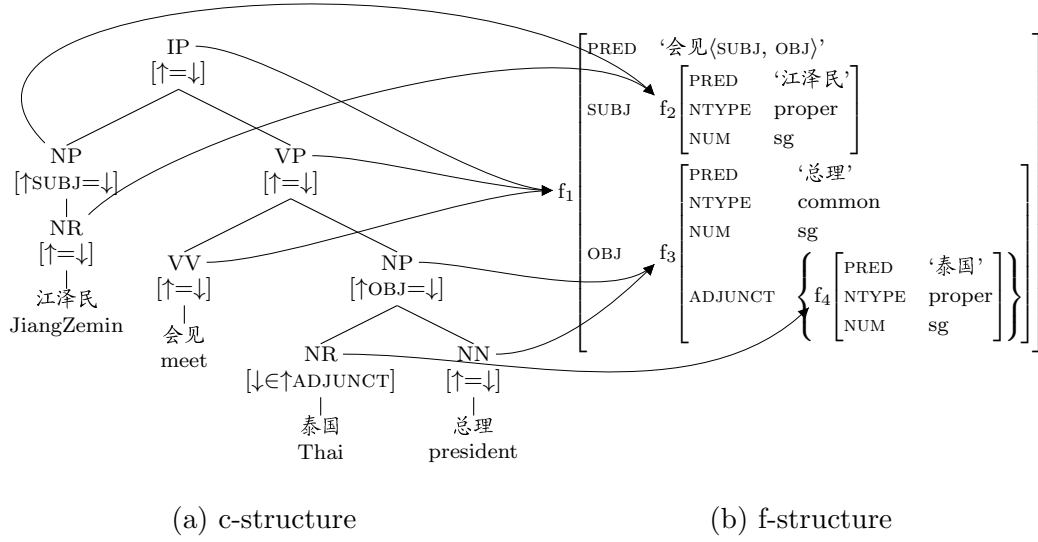 IP
[↑=↓]
NP
[↑SUBJ=↓]
VP
[↑=↓]
NR
[↑=↓]
江泽民
JiangZemin
VV
[↑=↓]
会见
meet
NP
[↑OBJ=↓]
NR
[↓∈↑ADJUNCT]
泰国
Thai
NN
[↑=↓]
总理
president
(a) c-structure
f1
PRED ‘会见⟨SUBJ, OBJ⟩’
SUBJ f2
PRED ‘江泽民’
NTYPE proper
NUM sg
OBJ f3
PRED ‘总理’
NTYPE common
NUM sg
ADJUNCT f4
PRED ‘泰国’
NTYPE proper
NUM sg
(b) f-structure